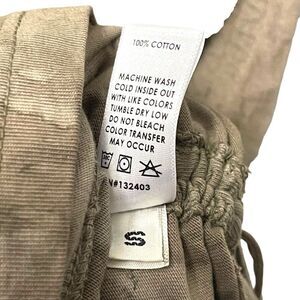 100% COTTON
MACHINE WASH
COLD INSIDE OUT
WITH LIKE COLORS
TUMBLE DRY LOW
DO NOT BLEACH
COLOR TRANSFER
MAY OCCUR
#132403
S